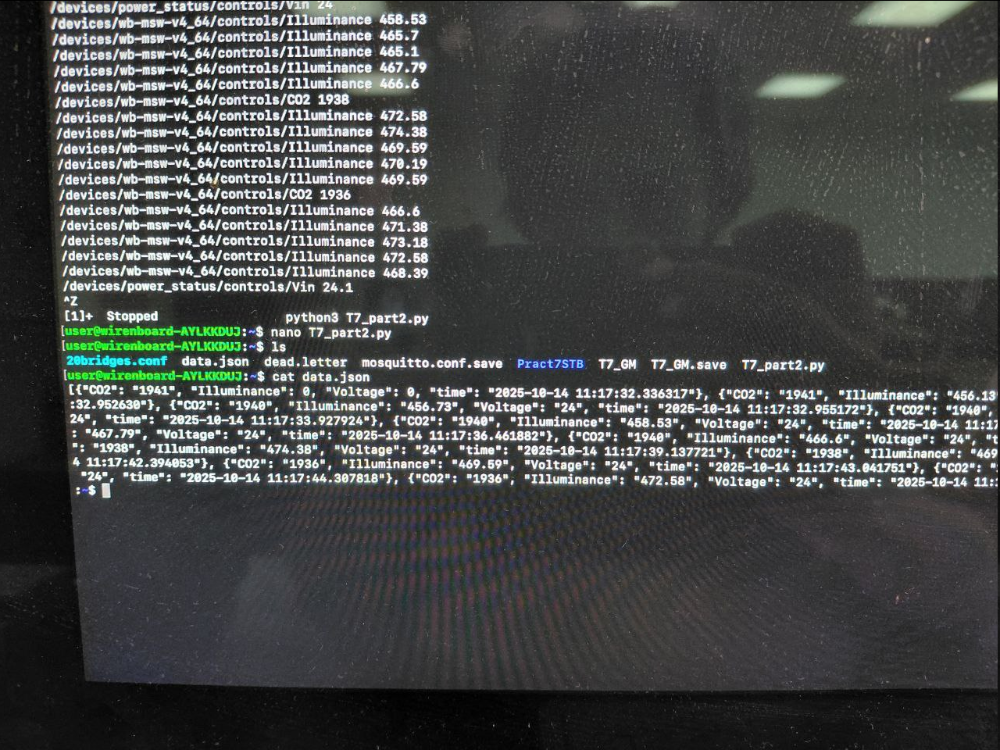 /devices/power_status/controls/Vin 24
/devices/wb-msw-v4_64/controls/Illuminance 458.53
/devices/wb-msw-v4_64/controls/Illuminance 465.7
/devices/wb-msw-v4_64/controls/Illuminance 465.1
/devices/wb-msw-v4_64/controls/Illuminance 467.79
/devices/wb-msw-v4_64/controls/Illuminance 466.6
/devices/wb-msw-v4_64/controls/CO2 1938
/devices/wb-msw-v4_64/controls/Illuminance 472.58
/devices/wb-msw-v4_64/controls/Illuminance 474.38
/devices/wb-msw-v4_64/controls/Illuminance 469.59
/devices/wb-msw-v4_64/controls/Illuminance 470.19
/devices/wb-msw-v4_64/controls/Illuminance 469.59
/devices/wb-msw-v4_64/controls/CO2 1936
/devices/wb-msw-v4_64/controls/Illuminance 466.6
/devices/wb-msw-v4_64/controls/Illuminance 471.38
/devices/wb-msw-v4_64/controls/Illuminance 473.18
/devices/wb-msw-v4_64/controls/Illuminance 472.58
/devices/wb-msw-v4_64/controls/Illuminance 468.39
/devices/power_status/controls/Vin 24.1
^Z
[1]+  Stopped                 python3 T7_part2.py
[user@wirenboard-AYLKKDUJ:~$ nano T7_part2.py
[user@wirenboard-AYLKKDUJ:~$ ls
20bridges.conf  data.json  dead.letter  mosquitto.conf.save  Pract7STB  T7_GM  T7_GM.save  T7_part2.py
[user@wirenboard-AYLKKDUJ:~$ cat data.json
[{"CO2": "1941", "Illuminance": 0, "Voltage": 0, "time": "2025-10-14 11:17:32.336317"}, {"CO2": "1941", "Illuminance": "456.13
:32.952630"}, {"CO2": "1940", "Illuminance": "456.73", "Voltage": "24", "time": "2025-10-14 11:17:32.955172"}, {"CO2": "1940",
24", "time": "2025-10-14 11:17:33.927924"}, {"CO2": "1940", "Illuminance": "458.53", "Voltage": "24", "time": "2025-10-14 11:17
: "467.79", "Voltage": "24", "time": "2025-10-14 11:17:36.461882"}, {"CO2": "1940", "Illuminance": "466.6", "Voltage": "24", "t
": "1938", "Illuminance": "474.38", "Voltage": "24", "time": "2025-10-14 11:17:39.137721"}, {"CO2": "1938", "Illuminance": "469
4 11:17:42.394053"}, {"CO2": "1936", "Illuminance": "469.59", "Voltage": "24", "time": "2025-10-14 11:17:43.041751"}, {"CO2": "
"24", "time": "2025-10-14 11:17:44.307818"}, {"CO2": "1936", "Illuminance": "472.58", "Voltage": "24", "time": "2025-10-14 11:
:~$